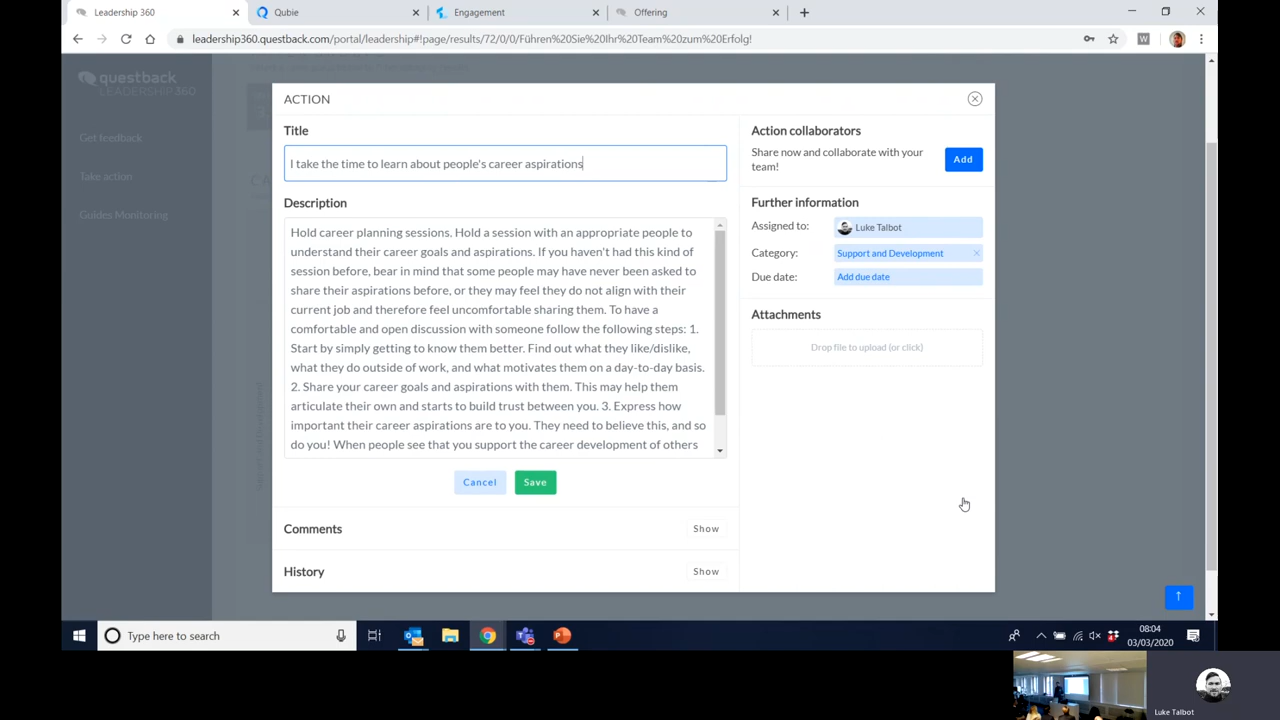 Leadership 360
Qubie
Engagement
Offering
leadership360.questback.com/portal/leadership#!page/results/72/0/0/Führen%20Sie%20Ihr%20Team%20zum%20Erfolg!
questback
LEADERSHIP 360
Get feedback
Take action
Guides Monitoring
ACTION
Title
I take the time to learn about people's career aspirations
Description
Hold career planning sessions. Hold a session with an appropriate people to
understand their career goals and aspirations. If you haven't had this kind of
session before, bear in mind that some people may have never been asked to
share their aspirations before, or they may feel they do not align with their
current job and therefore feel uncomfortable sharing them. To have a
comfortable and open discussion with someone follow the following steps: 1.
Start by simply getting to know them better. Find out what they like/dislike,
what they do outside of work, and what motivates them on a day-to-day basis.
2. Share your career goals and aspirations with them. This may help them
articulate their own and starts to build trust between you. 3. Express how
important their career aspirations are to you. They need to believe this, and so
do you! When people see that you support the career development of others
Cancel
Save
Comments
Show
History
Show
Action collaborators
Share now and collaborate with your
team!
Add
Further information
Assigned to:
Luke Talbot
Category:
Support and Development
Due date:
Add due date
Attachments
Drop file to upload (or click)
Type here to search
08:04
03/03/2020
Luke Talbot